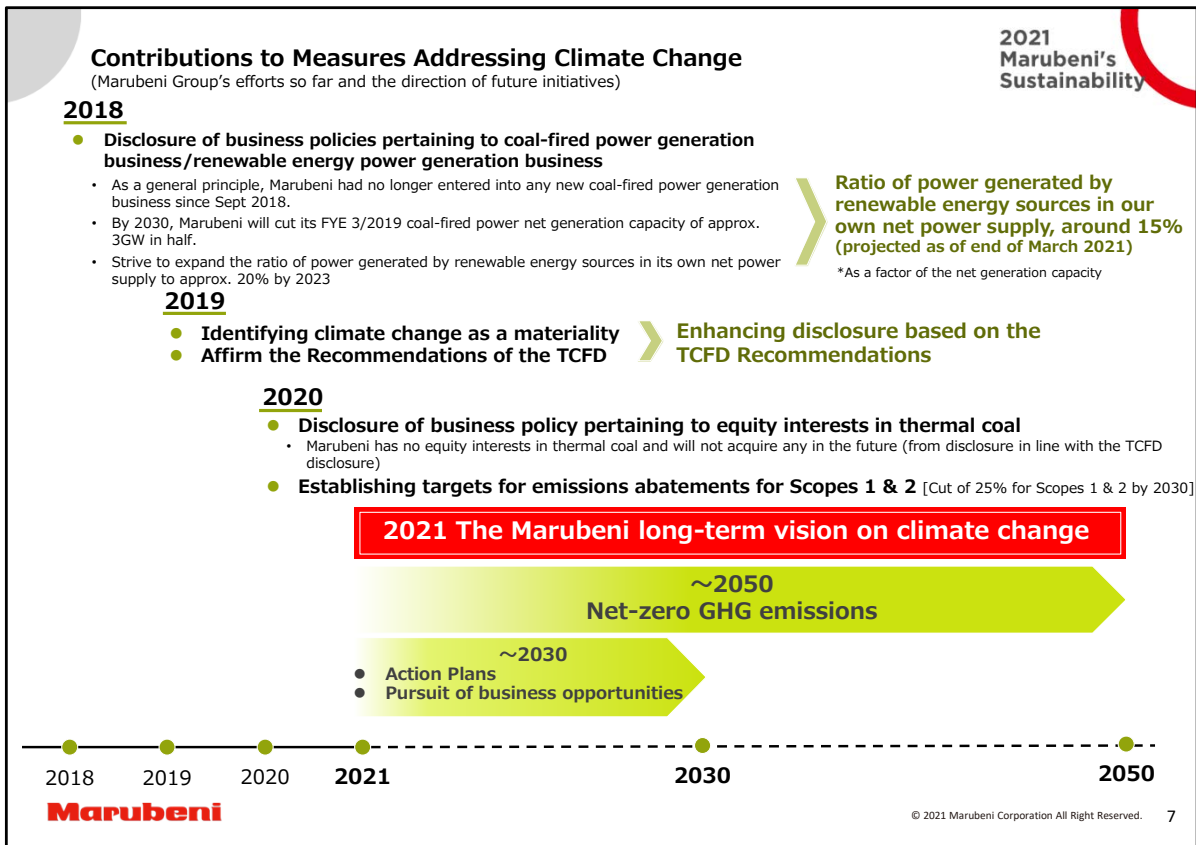 Contributions to Measures Addressing Climate Change
(Marubeni Group's efforts so far and the direction of future initiatives)
2021
Marubeni's
Sustainability
2018
● Disclosure of business policies pertaining to coal-fired power generation
business/renewable energy power generation business
• As a general principle, Marubeni had no longer entered into any new coal-fired power generation
business since Sept 2018.
• By 2030, Marubeni will cut its FYE 3/2019 coal-fired power net generation capacity of approx.
3GW in half.
• Strive to expand the ratio of power generated by renewable energy sources in its own net power
supply to approx. 20% by 2023
Ratio of power generated by
renewable energy sources in our
own net power supply, around 15%
(projected as of end of March 2021)
*As a factor of the net generation capacity
2019
● Identifying climate change as a materiality
● Affirm the Recommendations of the TCFD
Enhancing disclosure based on the
TCFD Recommendations
2020
● Disclosure of business policy pertaining to equity interests in thermal coal
• Marubeni has no equity interests in thermal coal and will not acquire any in the future (from disclosure in line with the TCFD
disclosure)
● Establishing targets for emissions abatements for Scopes 1 & 2 [Cut of 25% for Scopes 1 & 2 by 2030]
2021 The Marubeni long-term vision on climate change
～2050
Net-zero GHG emissions
～2030
● Action Plans
● Pursuit of business opportunities
2018 2019 2020 2021 2030 2050
Marubeni
© 2021 Marubeni Corporation All Right Reserved. 7